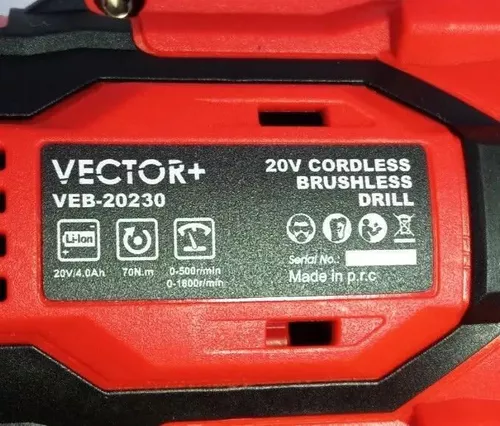 VECTOR+
VEB-20230
20V CORDLESS
BRUSHLESS
DRILL
Li-Ion
20V/4.0Ah
70N.m
0-500r/min
0-1800r/min
Serial No.:
Made in p.r.c